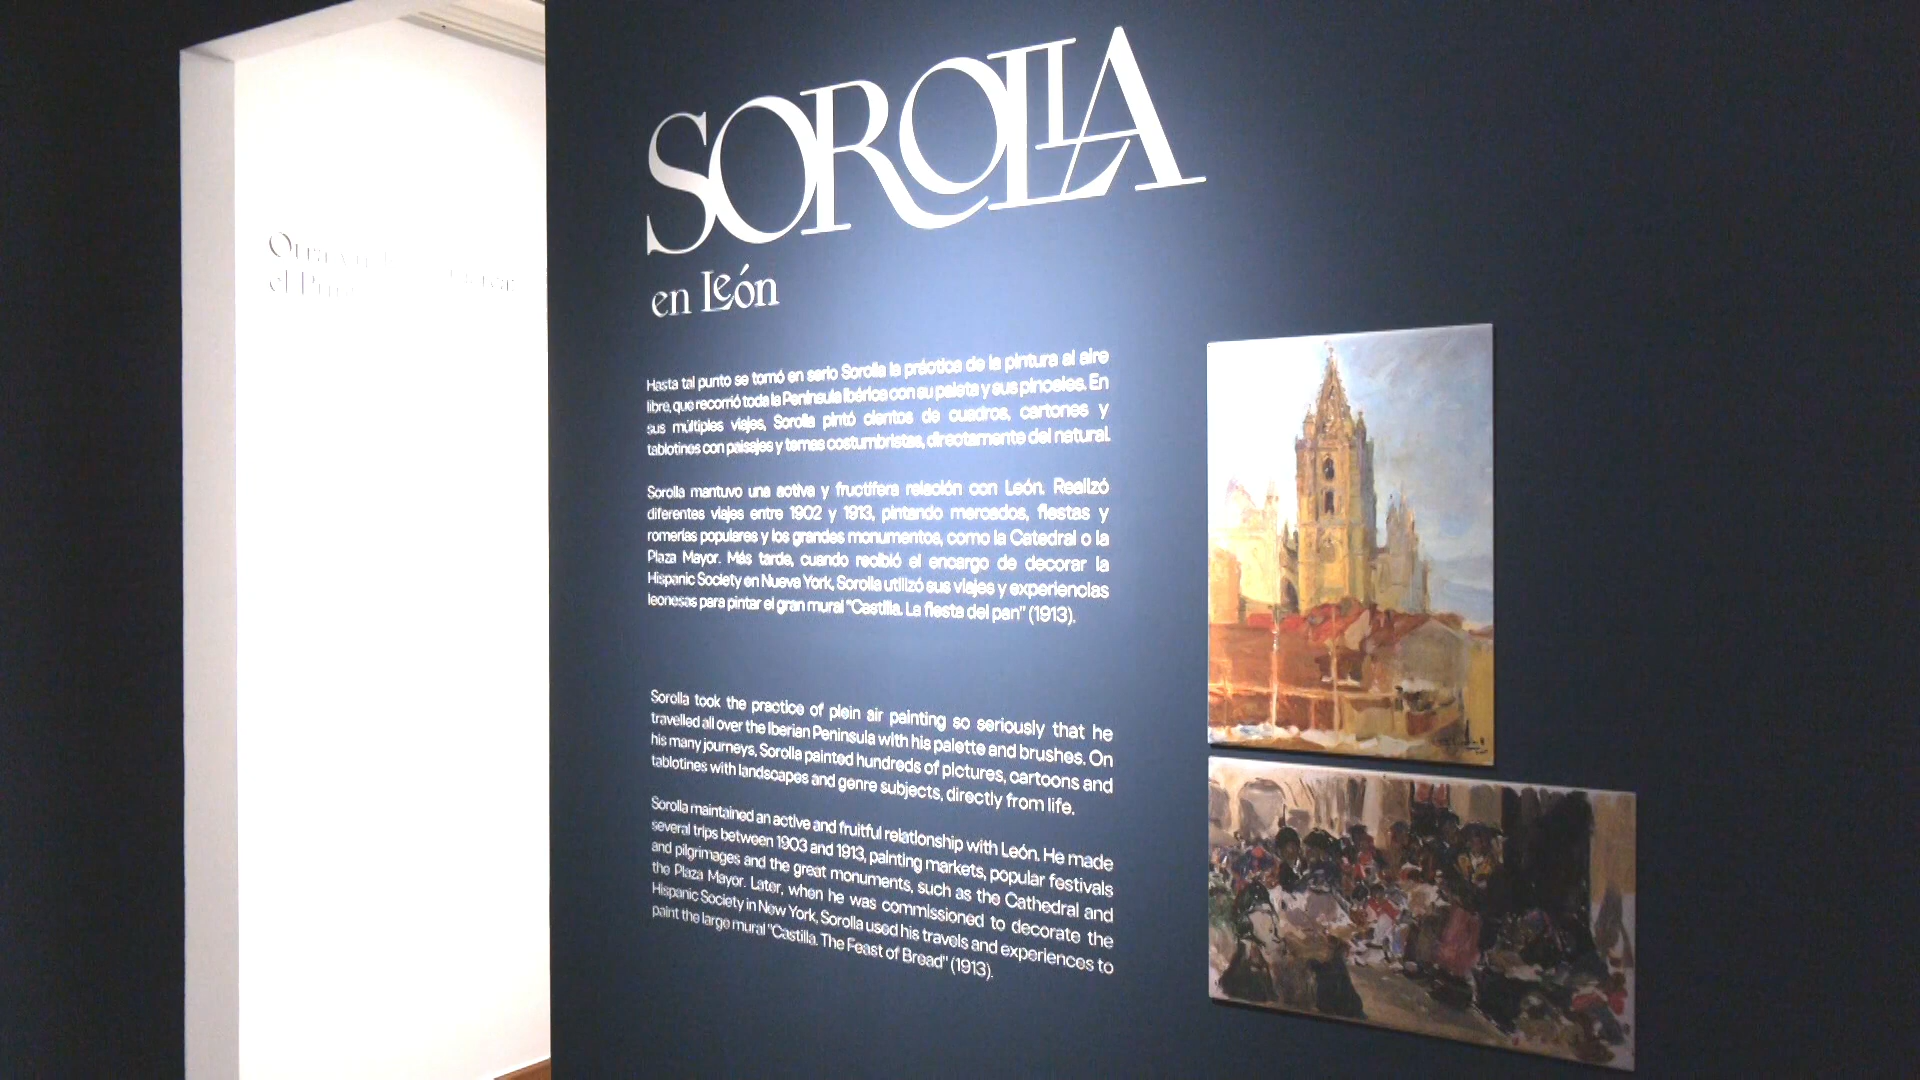 SOROLLA
en León
Hasta tal punto se tomó en serio Sorolla la práctica de la pintura al aire
libre, que recorrió toda la Península Ibérica con su paleta y sus pinceles. En
sus múltiples viajes, Sorolla pintó cientos de cuadros, cartones y
tablotines con paisajes y temas costumbristas, directamente del natural.
Sorolla mantuvo una activa y fructífera relación con León. Realizó
diferentes viajes entre 1902 y 1913, pintando mercados, fiestas y
romerías populares y los grandes monumentos, como la Catedral o la
Plaza Mayor. Más tarde, cuando recibió el encargo de decorar la
Hispanic Society en Nueva York, Sorolla utilizó sus viajes y experiencias
leonesas para pintar el gran mural "Castilla. La fiesta del pan" (1913).
Sorolla took the practice of plein air painting so seriously that he
travelled all over the Iberian Peninsula with his palette and brushes. On
his many journeys, Sorolla painted hundreds of pictures, cartoons and
tablotines with landscapes and genre subjects, directly from life.
Sorolla maintained an active and fruitful relationship with León. He made
several trips between 1903 and 1913, painting markets, popular festivals
and pilgrimages and the great monuments, such as the Cathedral and
the Plaza Mayor. Later, when he was commissioned to decorate the
Hispanic Society in New York, Sorolla used his travels and experiences to
paint the large mural "Castilla. The Feast of Bread" (1913).
Otra
el